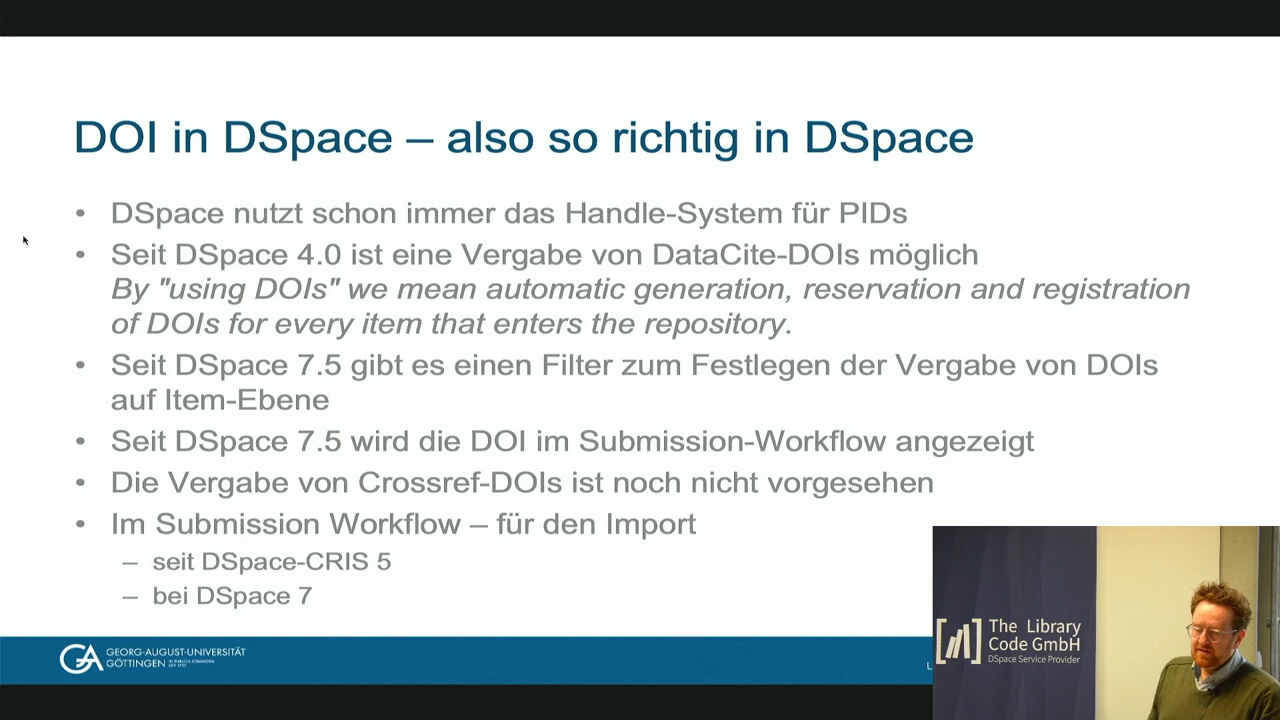 DOI in DSpace – also so richtig in DSpace
• DSpace nutzt schon immer das Handle-System für PIDs
• Seit DSpace 4.0 ist eine Vergabe von DataCite-DOIs möglich
By "using DOIs" we mean automatic generation, reservation and registration
of DOIs for every item that enters the repository.
• Seit DSpace 7.5 gibt es einen Filter zum Festlegen der Vergabe von DOIs
auf Item-Ebene
• Seit DSpace 7.5 wird die DOI im Submission-Workflow angezeigt
• Die Vergabe von Crossref-DOIs ist noch nicht vorgesehen
• Im Submission Workflow – für den Import
– seit DSpace-CRIS 5
– bei DSpace 7
GEORG-AUGUST-UNIVERSITÄT
GÖTTINGEN IN PUBLICA COMMODA
SEIT 1737
The Library
Code GmbH
DSpace Service Provider